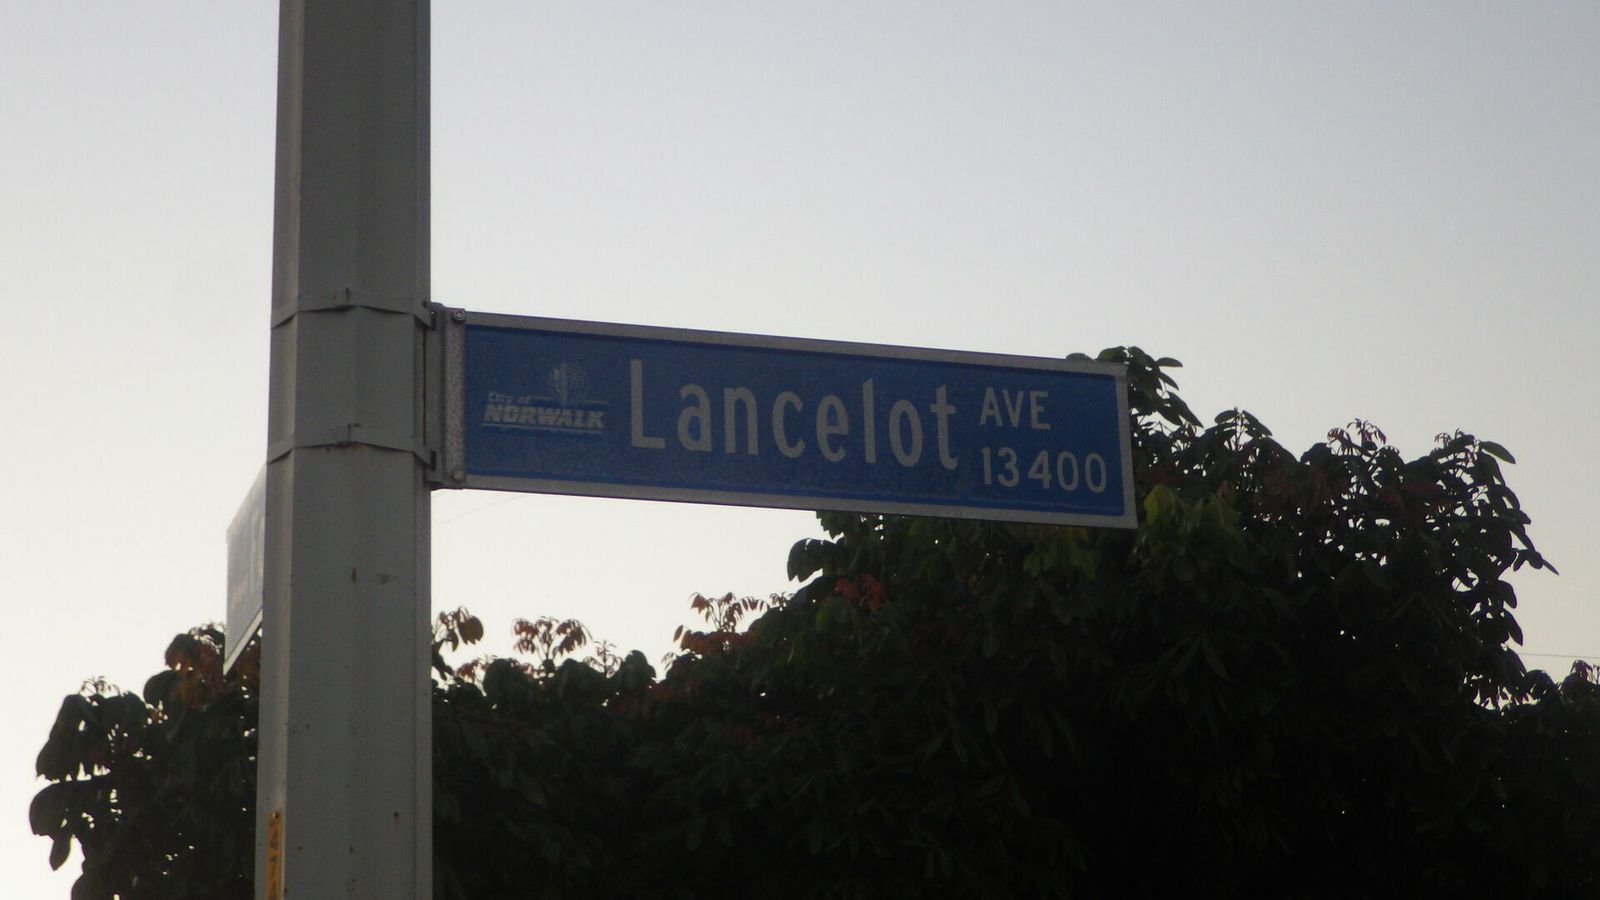 City of
NORWALK
Lancelot AVE
13400